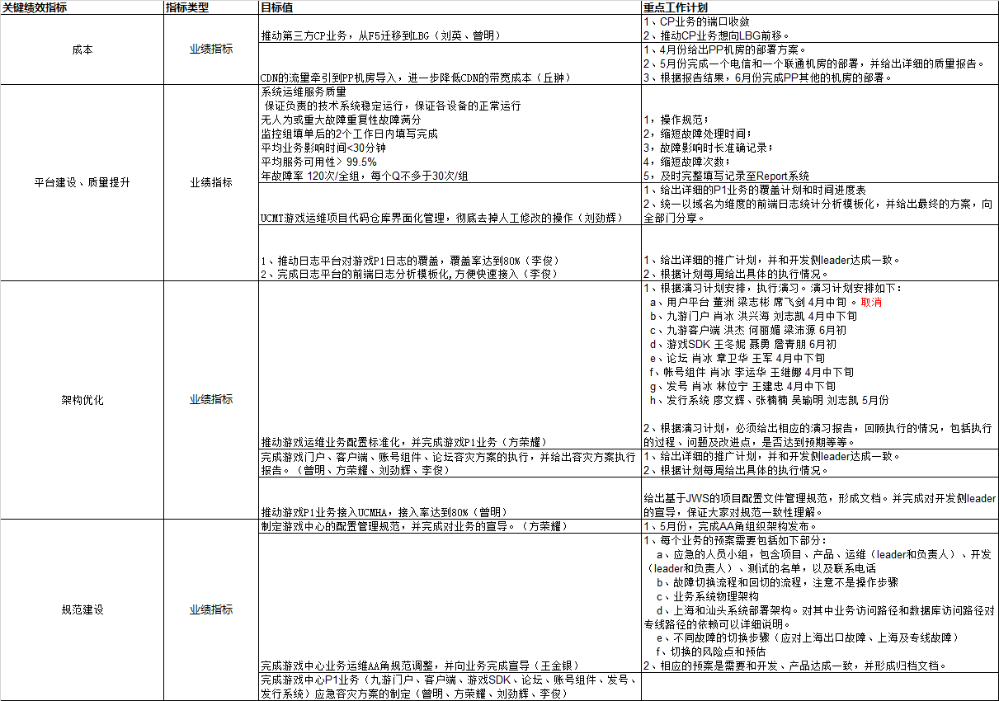 关键绩效指标 指标类型 目标值 重点工作计划
成本
业绩指标
推动第三方CP业务，从F5迁移到LBG（刘英、曾明）
1、CP业务的端口收敛
2、推动CP业务想向LBG前移。
CDN的流量牵引到PP机房导入，进一步降低CDN的带宽成本（丘翀）
1、4月份给出PP机房的部署方案。
2、5月份完成一个电信和一个联通机房的部署，并给出详细的质量报告。
3、根据报告结果，6月份完成PP其他的机房的部署。
平台建设、质量提升
业绩指标
系统运维服务质量
保证负责的技术系统稳定运行，保证各设备的正常运行
无人为或重大故障重复性故障满分
监控组填单后的2个工作日内填写完成
平均业务影响时间<30分钟
平均服务可用性> 99.5%
年故障率 120次/全组，每个Q不多于30次/组
1，操作规范；
2，缩短故障处理时间；
3，故障影响时长准确记录；
4，缩短故障次数；
5，及时完整填写记录至Report系统
UCMT游戏运维项目代码仓库界面化管理，彻底去掉人工修改的操作（刘劲辉）
1、给出详细的P1业务的覆盖计划和时间进度表
2、统一以域名为维度的前端日志统计分析模板化，并给出最终的方案，向
全部门分享。
1、推动日志平台对游戏P1日志的覆盖，覆盖率达到80%（李俊）
2、完成日志平台的前端日志分析模板化,方便快速接入（李俊）
1、给出详细的推广计划，并和开发侧leader达成一致。
2、根据计划每周给出具体的执行情况。
架构优化
业绩指标
推动游戏运维业务配置标准化，并完成游戏P1业务（方荣耀）
1、根据演习计划安排，执行演习。演习计划安排如下：
a、用户平台 董洲 梁志彬 席飞剑 4月中旬 。取消
b、九游门户 肖冰 洪兴海 刘志凯 4月中下旬
c、九游客户端 洪杰 何丽媚 梁沛源 6月初
d、游戏SDK 王冬妮 聂勇 詹青朋 6月初
e、论坛 肖冰 章卫华 王军 4月中下旬
f、帐号组件 肖冰 李运华 王维娜 4月中下旬
g、发号 肖冰 林位宁 王建忠 4月中下旬
h、发行系统 廖文辉、张楠楠 吴瑜明 刘志凯 5月份
2、根据演习计划，必须给出相应的演习报告，回顾执行的情况，包括执行
的过程、问题及改进点，是否达到预期等等。
完成游戏门户、客户端、账号组件、论坛容灾方案的执行，并给出容灾方案执行
报告。（曾明、方荣耀、刘劲辉、李俊）
1、给出详细的推广计划，并和开发侧leader达成一致。
2、根据计划每周给出具体的执行情况。
推动游戏P1业务接入UCMHA，接入率达到80%（曾明）
给出基于JWS的项目配置文件管理规范，形成文档。并完成对开发侧leader
的宣导，保证大家对规范一致性理解。
规范建设
业绩指标
制定游戏中心的配置管理规范，并完成对业务的宣导。（方荣耀）
1、5月份，完成AA角组织架构发布。
完成游戏中心业务运维AA角规范调整，并向业务完成宣导（王金银）
1、每个业务的预案需要包括如下部分：
a、应急的人员小组，包含项目、产品、运维（leader和负责人）、开发
（leader和负责人）、测试的名单，以及联系电话
b、故障切换流程和回切的流程，注意不是操作步骤
c、业务系统物理架构
d、上海和汕头系统部署架构。对其中业务访问路径和数据库访问路径对
专线路径的依赖可以详细说明。
e、不同故障的切换步骤（应对上海出口故障、上海及专线故障）
f、切换的风险点和预估
2、相应的预案是需要和开发、产品达成一致，并形成归档文档。
完成游戏中心P1业务（九游门户、客户端、游戏SDK、论坛、账号组件、发号、
发行系统）应急容灾方案的制定（曾明、方荣耀、刘劲辉、李俊）